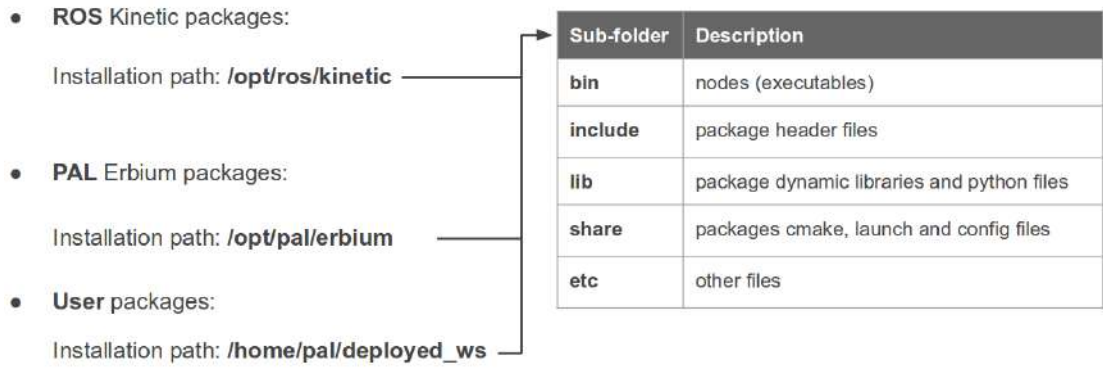 ● ROS Kinetic packages:
Installation path: /opt/ros/kinetic
● PAL Erbium packages:
Installation path: /opt/pal/erbium
● User packages:
Installation path: /home/pal/deployed_ws
Sub-folder Description
bin nodes (executables)
include package header files
lib package dynamic libraries and python files
share packages cmake, launch and config files
etc other files